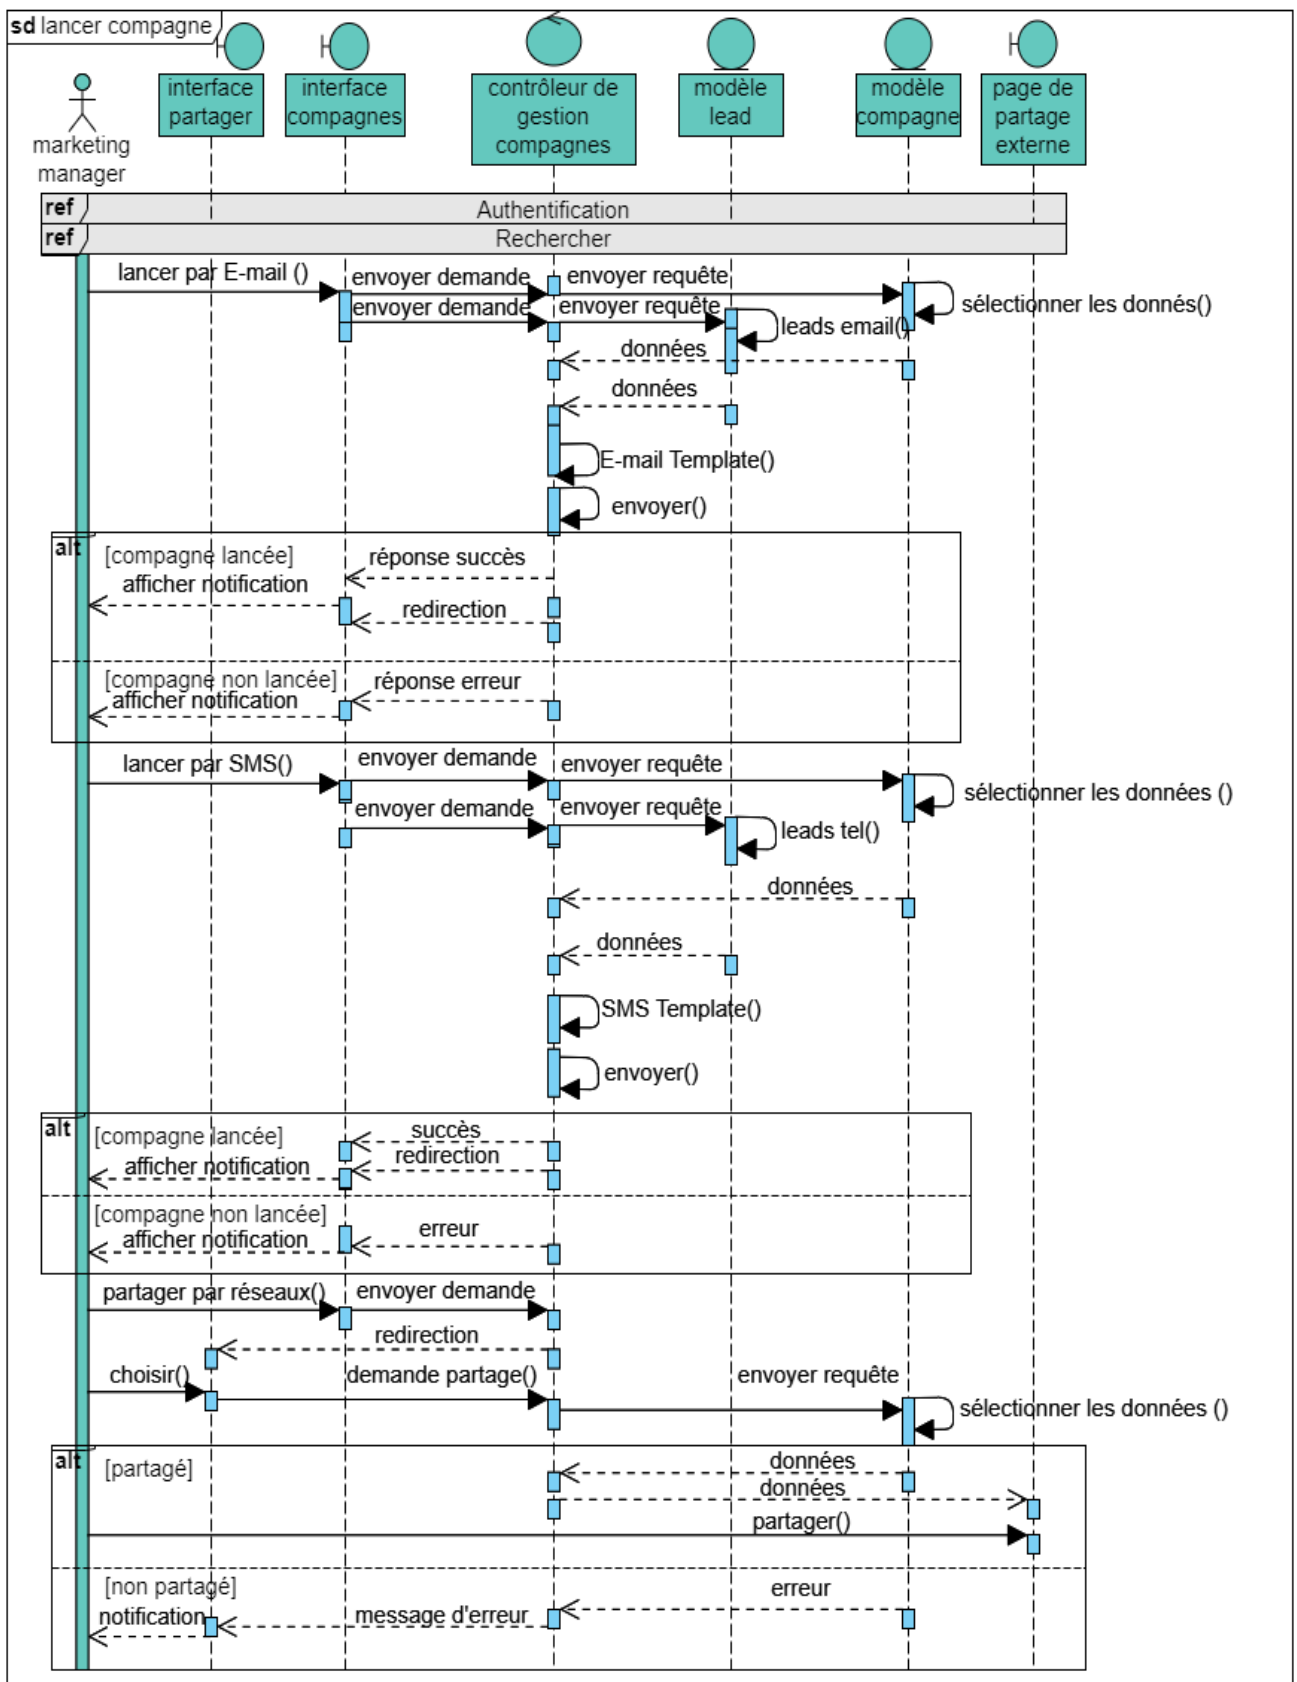 sd lancer compagne
marketing
manager
interface
partager
interface
compagnes
contrôleur de
gestion
compagnes
modèle
lead
modèle
compagne
page de
partage
externe
ref
Authentification
ref
Rechercher
lancer par E-mail ()
envoyer demande
envoyer requête
sélectionner les donnés()
envoyer demande
envoyer requête
leads email()
données
données
E-mail Template()
envoyer()
alt
[compagne lancée]
réponse succès
afficher notification
redirection
[compagne non lancée]
réponse erreur
afficher notification
lancer par SMS()
envoyer demande
envoyer requête
sélectionner les données ()
envoyer demande
envoyer requête
leads tel()
données
données
SMS Template()
envoyer()
alt
[compagne lancée]
succès
redirection
afficher notification
[compagne non lancée]
erreur
afficher notification
partager par réseaux()
envoyer demande
redirection
choisir()
demande partage()
envoyer requête
sélectionner les données ()
alt
[partagé]
données
données
partager()
[non partagé]
erreur
notification
message d'erreur